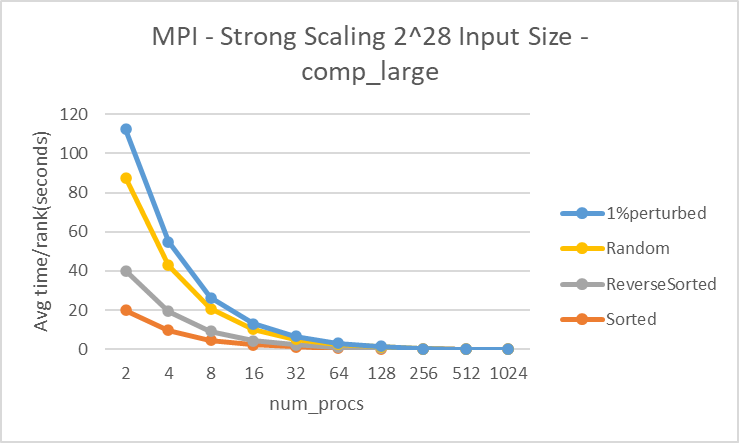 MPI - Strong Scaling 2^28 Input Size -
comp_large
Avg time/rank(seconds)
120
100
80
60
40
20
0
2 4 8 16 32 64 128 256 512 1024
num_procs
1%perturbed
Random
ReverseSorted
Sorted